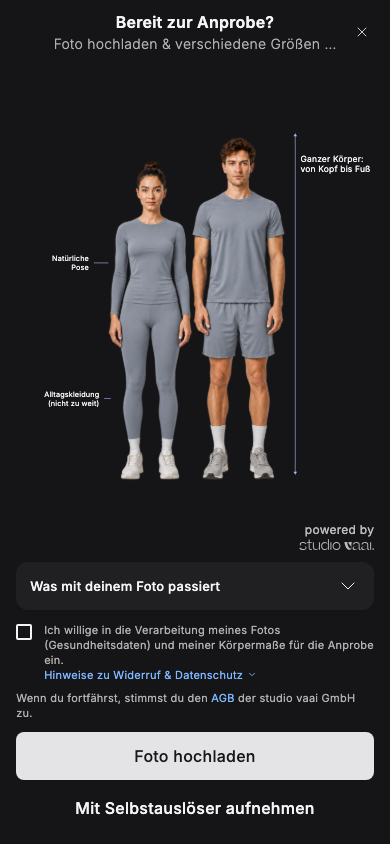 Bereit zur Anprobe?
Foto hochladen & verschiedene Größen ...
Ganzer Körper:
von Kopf bis Fuß
Natürliche
Pose
Alltagskleidung
(nicht zu weit)
powered by
studio vaai.
Was mit deinem Foto passiert
Ich willige in die Verarbeitung meines Fotos
(Gesundheitsdaten) und meiner Körpermaße für die Anprobe
ein.
Hinweise zu Widerruf & Datenschutz
Wenn du fortfährst, stimmst du den AGB der studio vaai GmbH
zu.
Foto hochladen
Mit Selbstauslöser aufnehmen